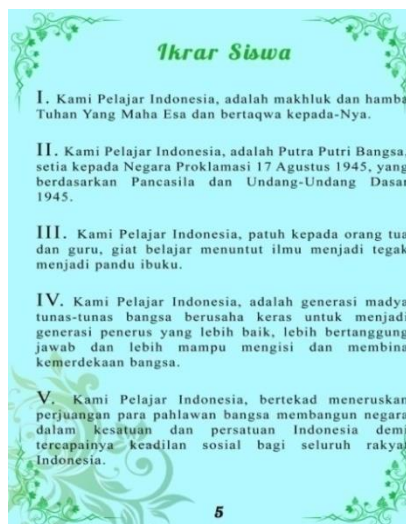 Ikrar Siswa
I. Kami Pelajar Indonesia, adalah makhluk dan hamba
Tuhan Yang Maha Esa dan bertaqwa kepada-Nya.
II. Kami Pelajar Indonesia, adalah Putra Putri Bangsa,
setia kepada Negara Proklamasi 17 Agustus 1945, yang
berdasarkan Pancasila dan Undang-Undang Dasar
1945.
III. Kami Pelajar Indonesia, patuh kepada orang tua
dan guru, giat belajar menuntut ilmu menjadi tegak
menjadi pandu ibuku.
IV. Kami Pelajar Indonesia, adalah generasi madya
tunas-tunas bangsa berusaha keras untuk menjadi
generasi penerus yang lebih baik, lebih bertanggung
jawab dan lebih mampu mengisi dan membina
kemerdekaan bangsa.
V. Kami Pelajar Indonesia, bertekad meneruskan
perjuangan para pahlawan bangsa membangun negara
dalam kesatuan dan persatuan Indonesia demi
tercapainya keadilan sosial bagi seluruh rakyat
Indonesia.
5